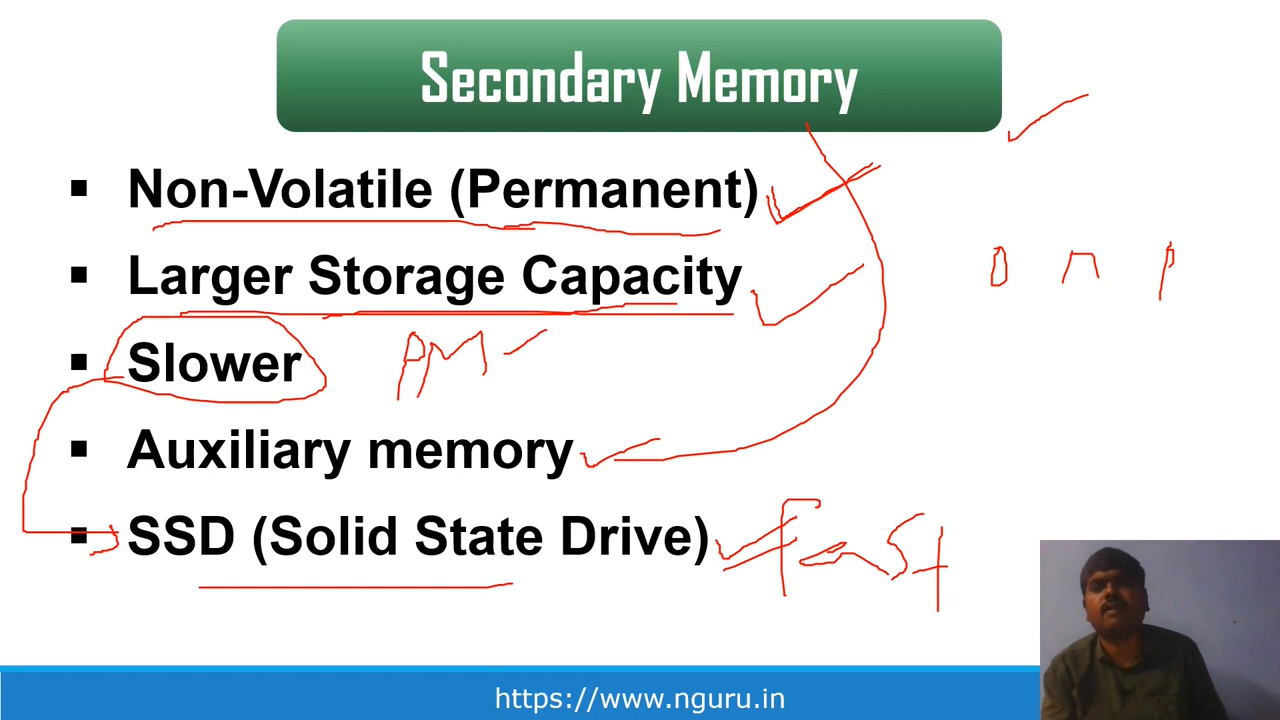 Secondary Memory
▪ Non-Volatile (Permanent)
▪ Larger Storage Capacity
▪ Slower PM
▪ Auxiliary memory
▪ SSD (Solid State Drive) Fast
https://www.nguru.in